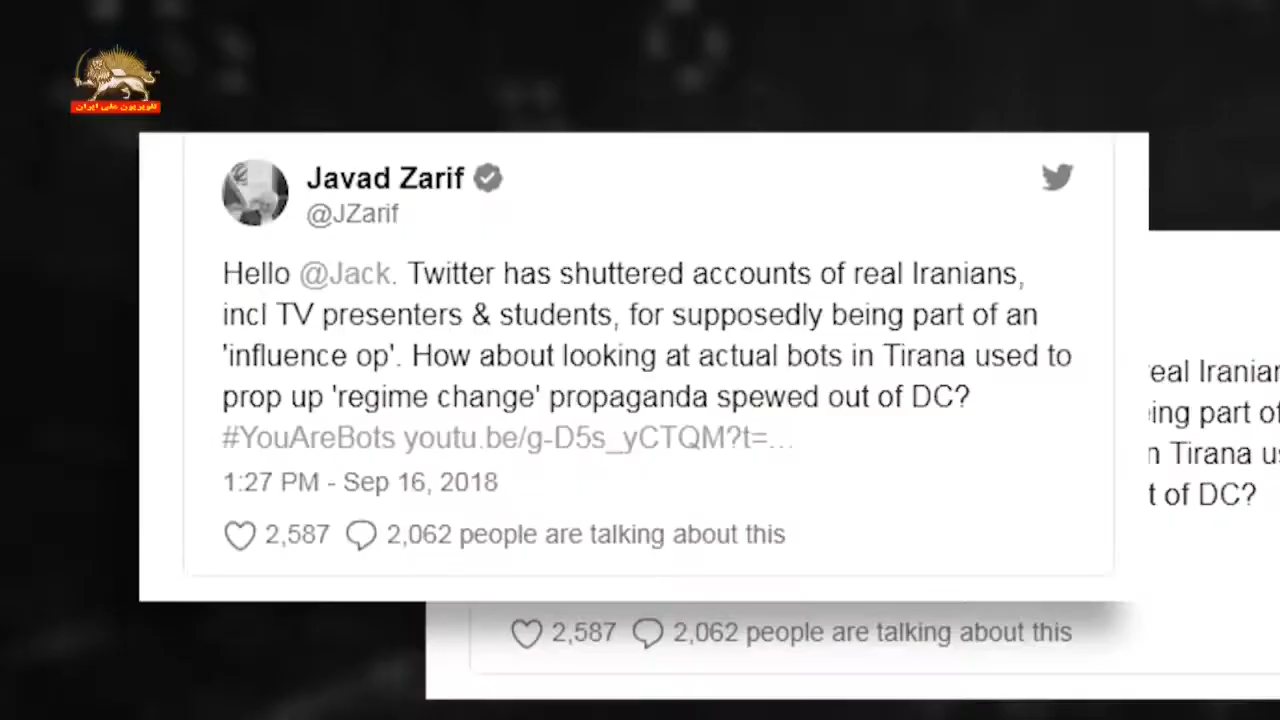 تلویزیون ملی ایران
Javad Zarif
@JZarif
Hello @Jack. Twitter has shuttered accounts of real Iranians,
incl TV presenters & students, for supposedly being part of an
'influence op'. How about looking at actual bots in Tirana used to
prop up 'regime change' propaganda spewed out of DC?
#YouAreBots youtu.be/g-D5s_yCTQM?t=...
1:27 PM - Sep 16, 2018
2,587 2,062 people are talking about this
eal Iranian
ing part of
n Tirana us
t of DC?
2,587 2,062 people are talking about this